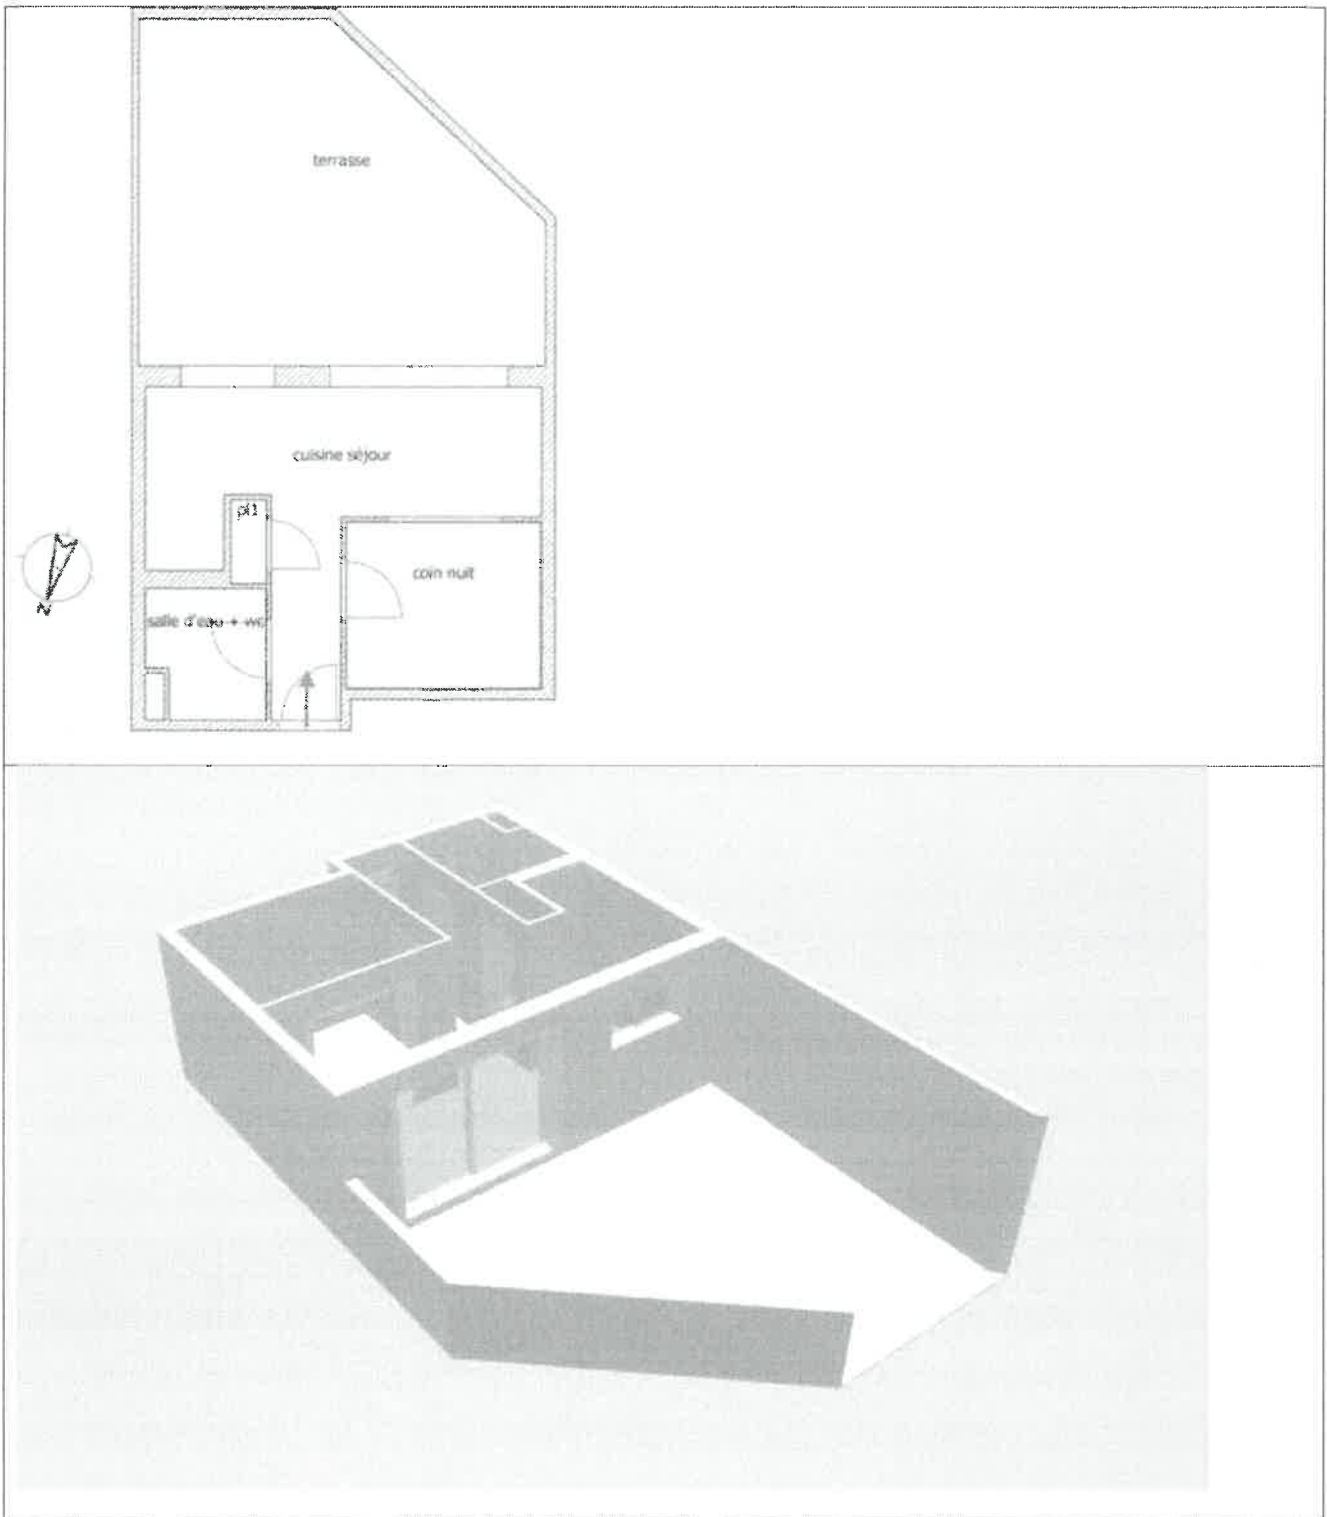 terrasse
cuisine séjour
pl1
coin nuit
salle d'eau + wc
N